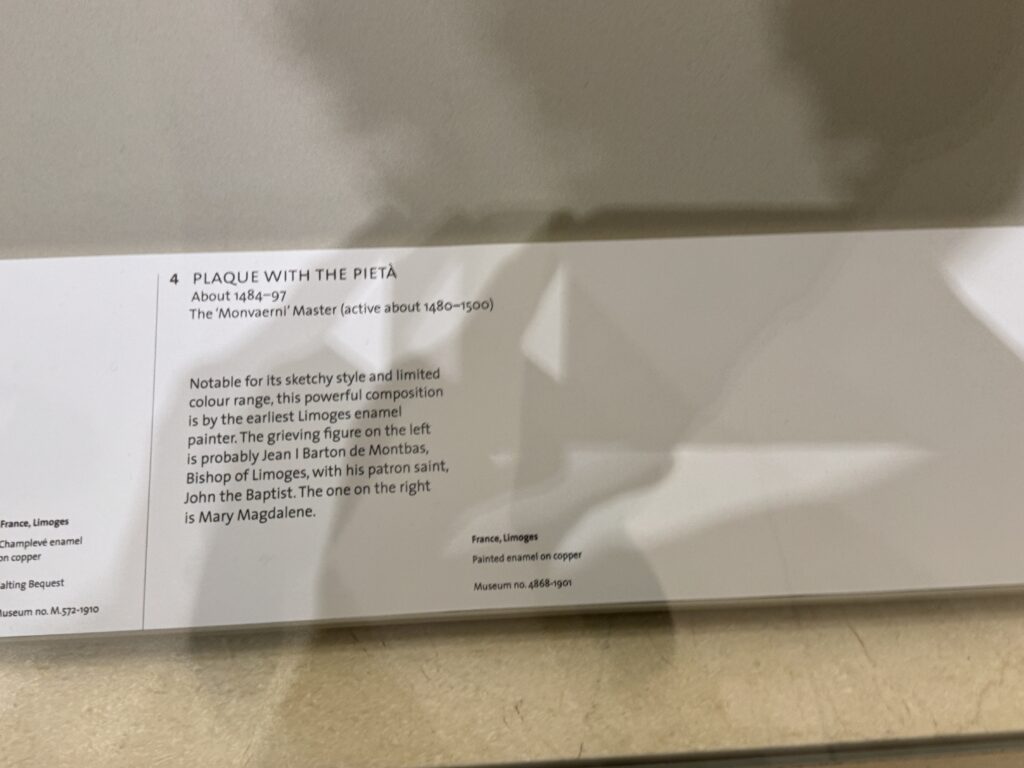 4 PLAQUE WITH THE PIETÀ
About 1484–97
The 'Monvaerni' Master (active about 1480–1500)
Notable for its sketchy style and limited
colour range, this powerful composition
is by the earliest Limoges enamel
painter. The grieving figure on the left
is probably Jean I Barton de Montbas,
Bishop of Limoges, with his patron saint,
John the Baptist. The one on the right
is Mary Magdalene.
France, Limoges
Painted enamel on copper
Museum no. 4868-1901
France, Limoges
Champlevé enamel
on copper
alting Bequest
Museum no. M.572-1910